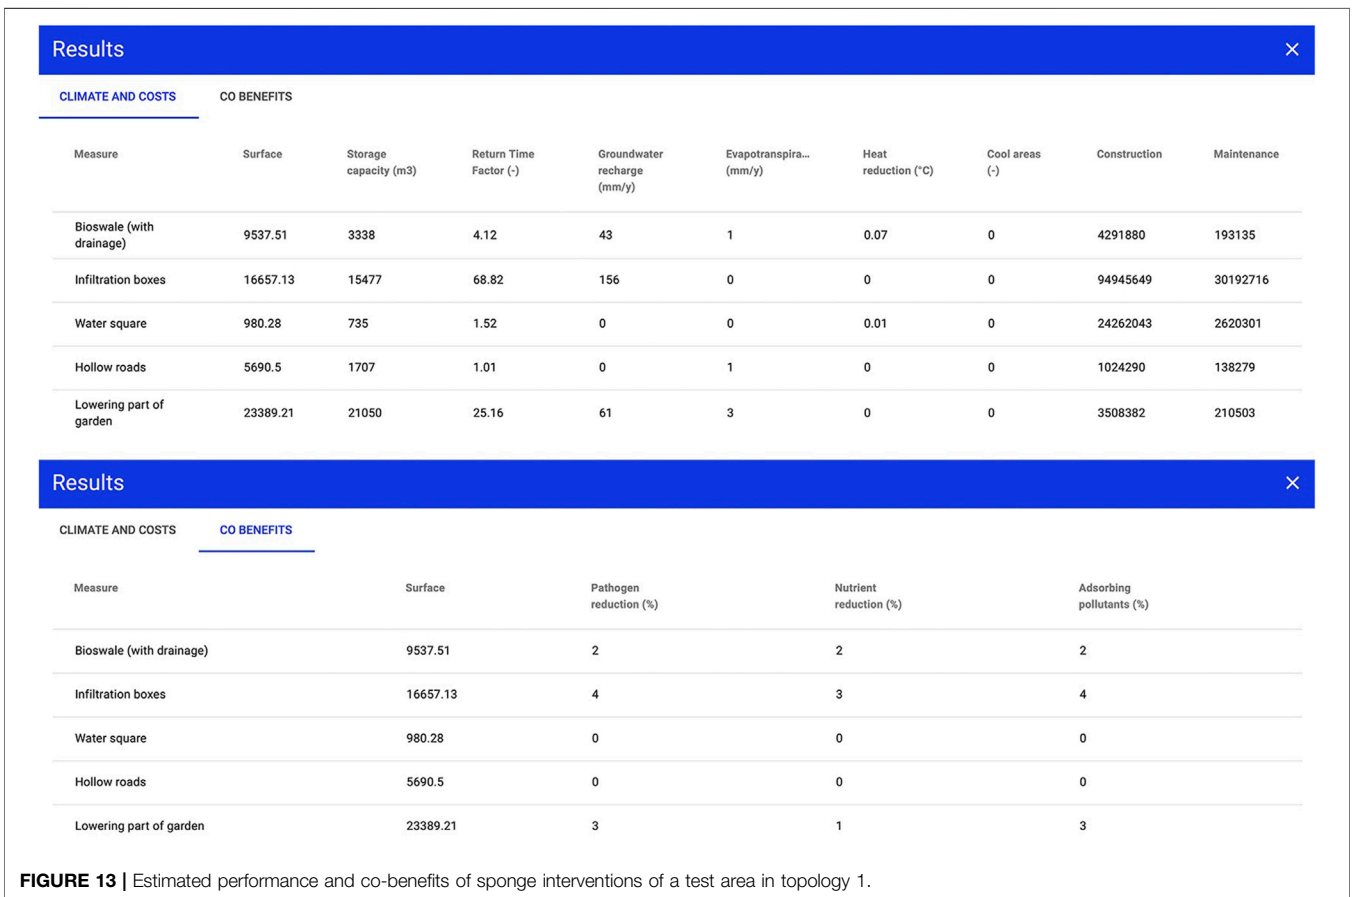 Results ×
CLIMATE AND COSTS CO BENEFITS
Measure Surface Storage capacity (m3) Return Time Factor (-) Groundwater recharge (mm/y) Evapotranspira... (mm/y) Heat reduction (°C) Cool areas (-) Construction Maintenance
Bioswale (with drainage) 9537.51 3338 4.12 43 1 0.07 0 4291880 193135
Infiltration boxes 16657.13 15477 68.82 156 0 0 0 94945649 30192716
Water square 980.28 735 1.52 0 0 0.01 0 24262043 2620301
Hollow roads 5690.5 1707 1.01 0 1 0 0 1024290 138279
Lowering part of garden 23389.21 21050 25.16 61 3 0 0 3508382 210503
Results ×
CLIMATE AND COSTS CO BENEFITS
Measure Surface Pathogen reduction (%) Nutrient reduction (%) Adsorbing pollutants (%)
Bioswale (with drainage) 9537.51 2 2 2
Infiltration boxes 16657.13 4 3 4
Water square 980.28 0 0 0
Hollow roads 5690.5 0 0 0
Lowering part of garden 23389.21 3 1 3
FIGURE 13 | Estimated performance and co-benefits of sponge interventions of a test area in topology 1.